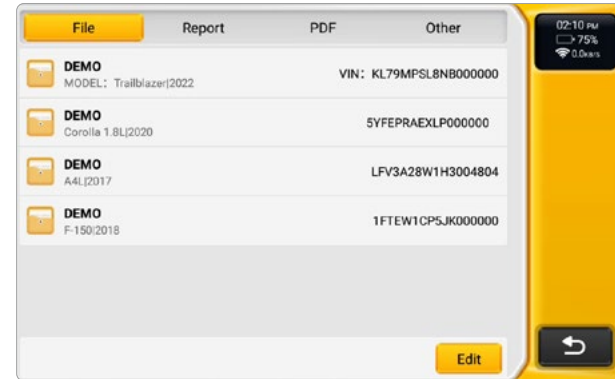 File Report PDF Other
02:10 PM
75%
0.0KB/S
DEMO
MODEL: Trailblazer|2022
VIN: KL79MPSL8NB000000
DEMO
Corolla 1.8L|2020
5YFEPRAEXLP000000
DEMO
A4L|2017
LFV3A28W1H3004804
DEMO
F-150|2018
1FTEW1CP5JK000000
Edit